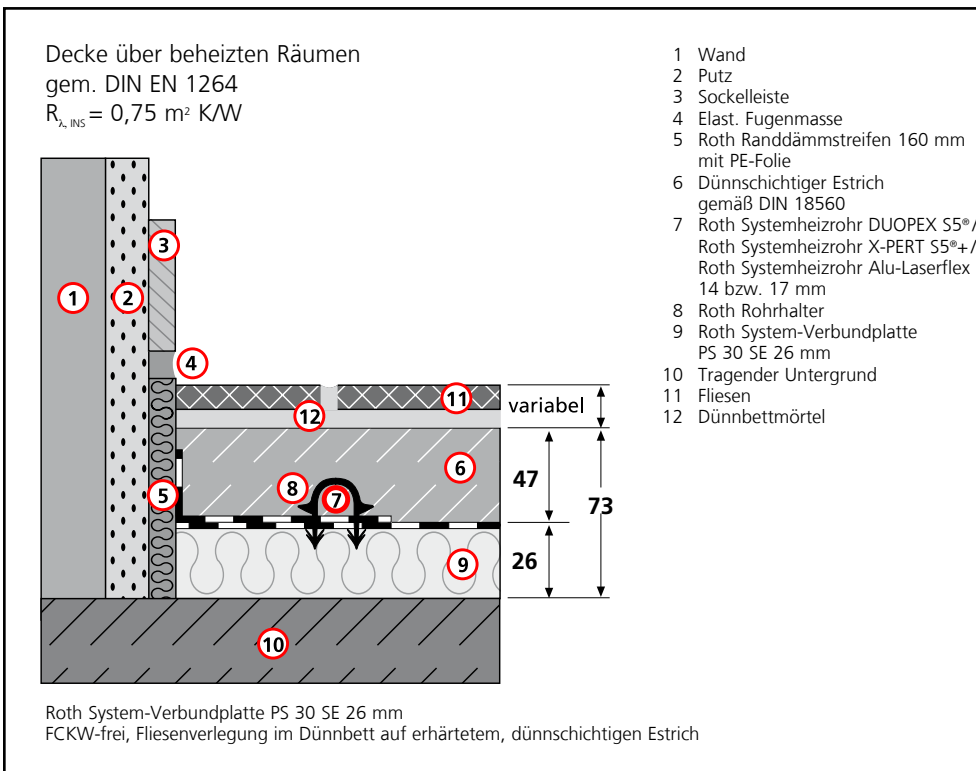 Decke über beheizten Räumen
gem. DIN EN 1264
R λ, INS = 0,75 m² K/W
1 Wand
2 Putz
3 Sockelleiste
4 Elast. Fugenmasse
5 Roth Randdämmstreifen 160 mm
mit PE-Folie
6 Dünnschichtiger Estrich
gemäß DIN 18560
7 Roth Systemheizrohr DUOPEX S5®/
Roth Systemheizrohr X-PERT S5®+/
Roth Systemheizrohr Alu-Laserflex
14 bzw. 17 mm
8 Roth Rohrhalter
9 Roth System-Verbundplatte
PS 30 SE 26 mm
10 Tragender Untergrund
11 Fliesen
12 Dünnbettmörtel
3
1
2
4
11
variabel
12
6
47
8
7
5
73
9
26
10
Roth System-Verbundplatte PS 30 SE 26 mm
FCKW-frei, Fliesenverlegung im Dünnbett auf erhärtetem, dünnschichtigen Estrich